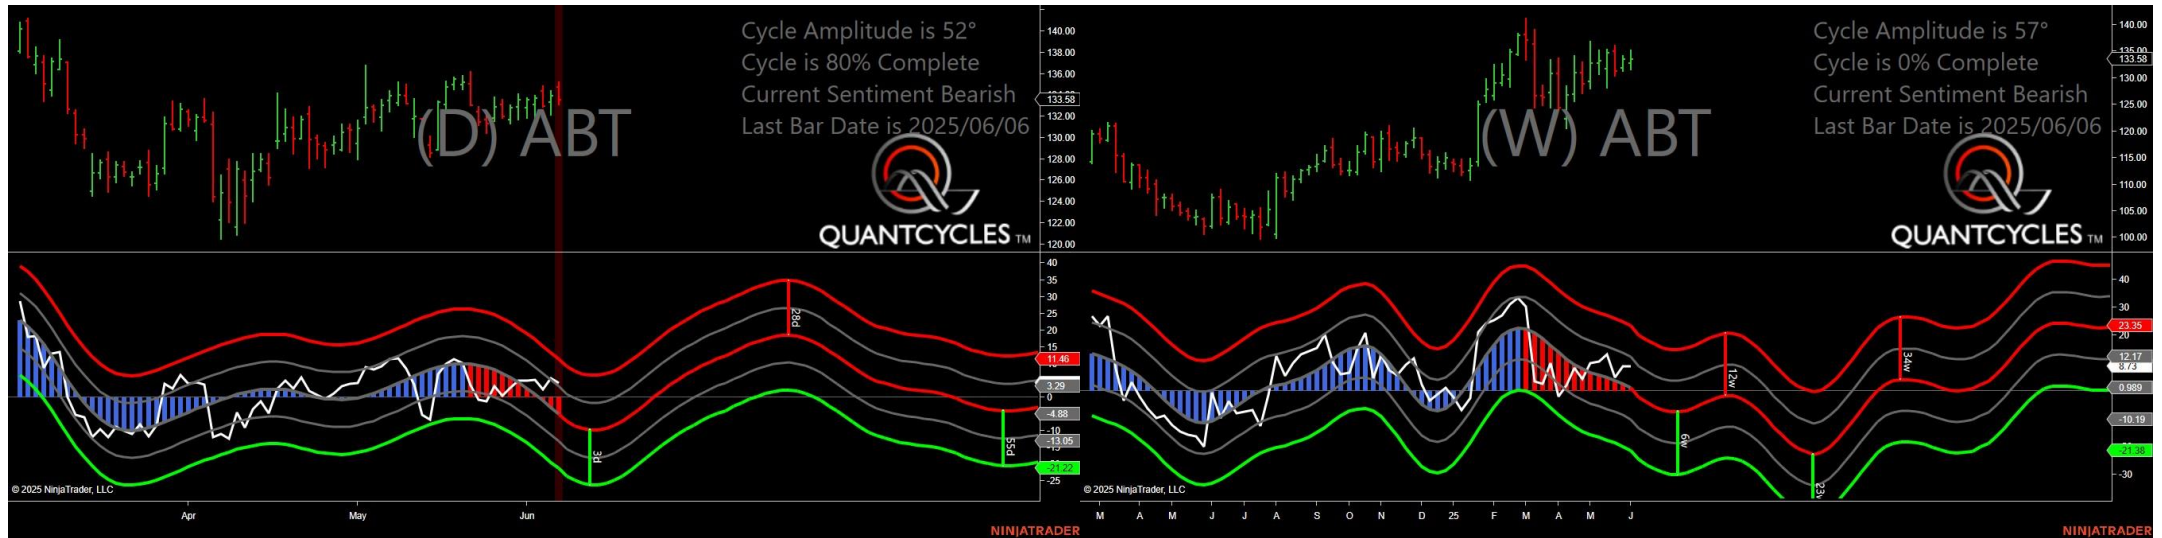 Cycle Amplitude is 52°
Cycle is 80% Complete
Current Sentiment Bearish
Last Bar Date is 2025/06/06
(D) ABT
QUANTCYCLES TM
140.00
138.00
136.00
133.58
132.00
130.00
128.00
126.00
124.00
122.00
120.00
40
35
30
25
20
15
11.46
3.29
0
-4.88
-10
-13.05
-21.22
-25
28d
3d
55d
© 2025 NinjaTrader, LLC
Apr May Jun
NINJATRADER
Cycle Amplitude is 57°
Cycle is 0% Complete
Current Sentiment Bearish
Last Bar Date is 2025/06/06
(W) ABT
QUANTCYCLES TM
140.00
135.00
133.58
130.00
125.00
120.00
115.00
110.00
105.00
100.00
40
30
23.35
20
12.17
8.73
0.989
-10.19
-21.38
-30
12w
34w
6w
23w
© 2025 NinjaTrader, LLC
M A M J J A S O N D 25 F M A M J
NINJATRADER